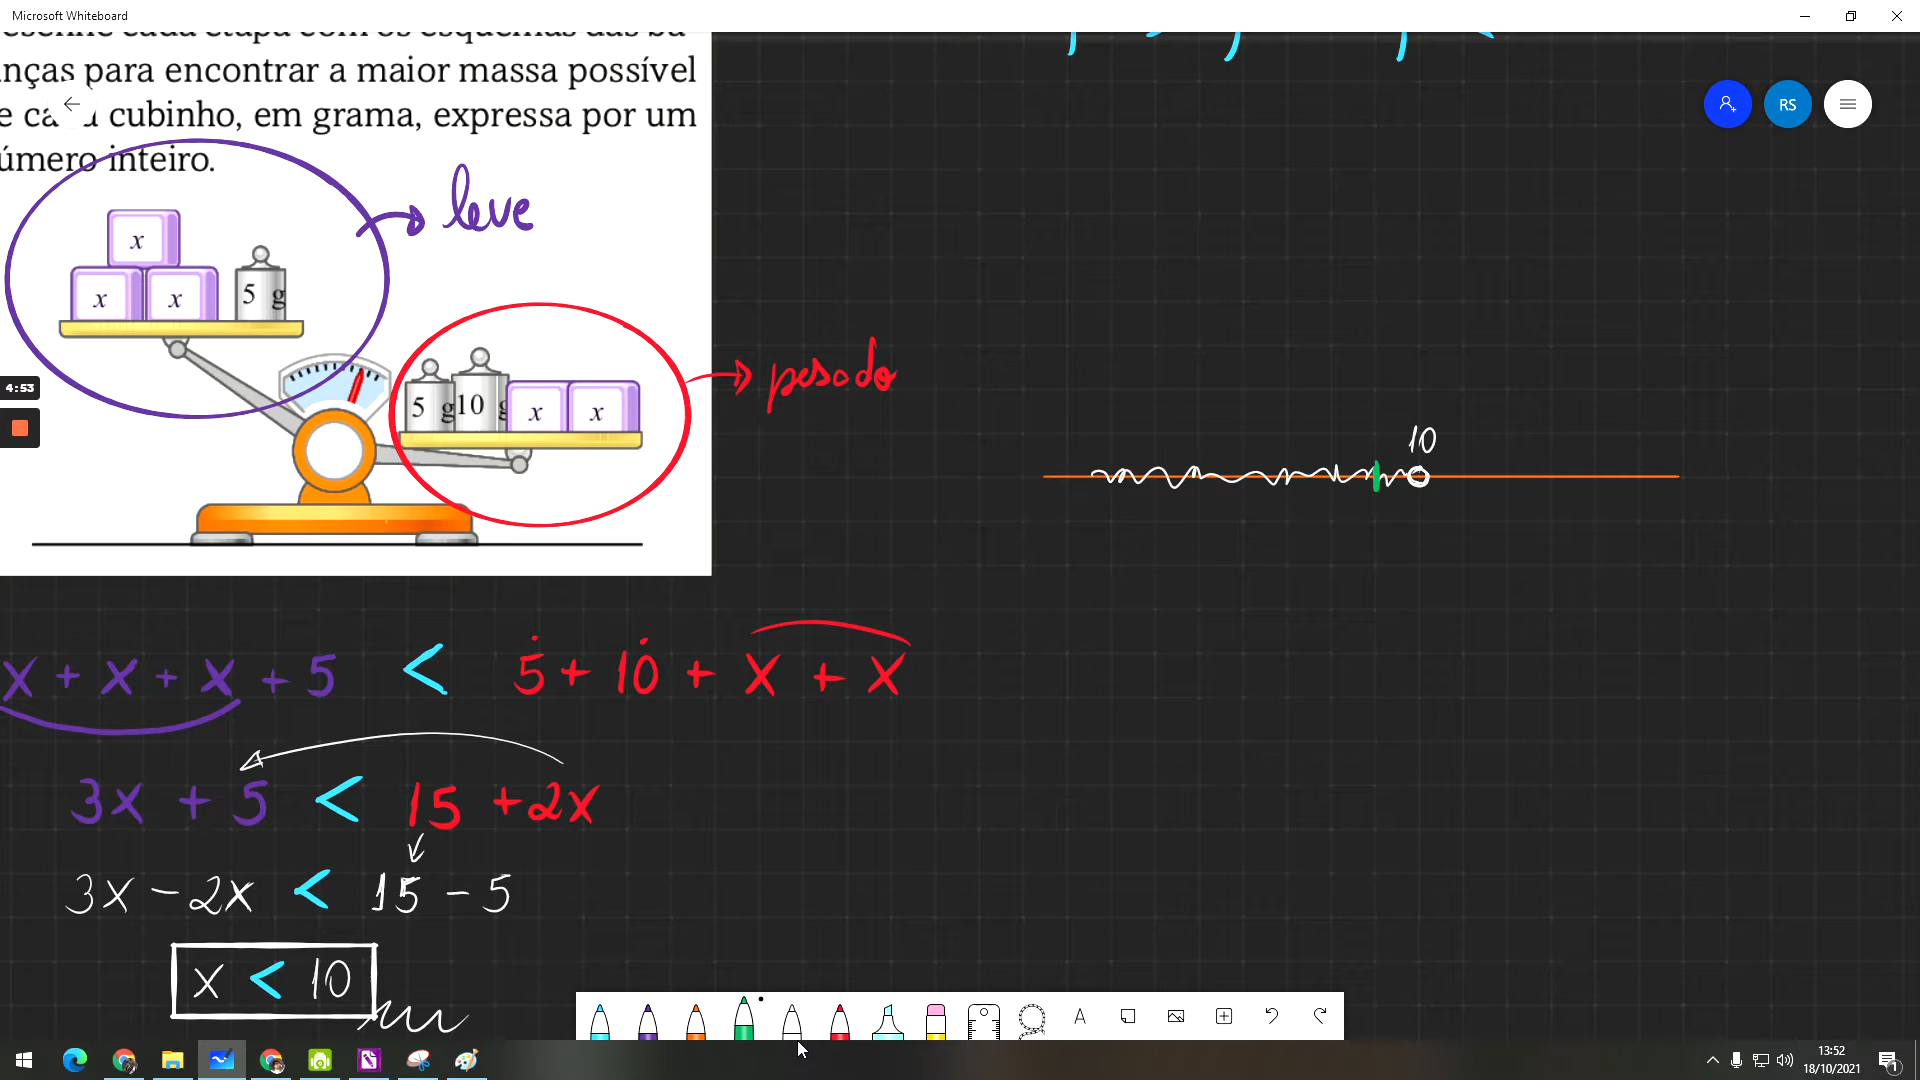 Microsoft Whiteboard
nças para encontrar a maior massa possível
cubinho, em grama, expressa por um
úmero inteiro.
leve
x
x x 5 g
5 g 10 g x x
pesado
10
4:53
RS
x + x + x + 5 < 5 + 10 + x + x
3x + 5 < 15 + 2x
3x - 2x < 15 - 5
x < 10
13:52
18/10/2021
1